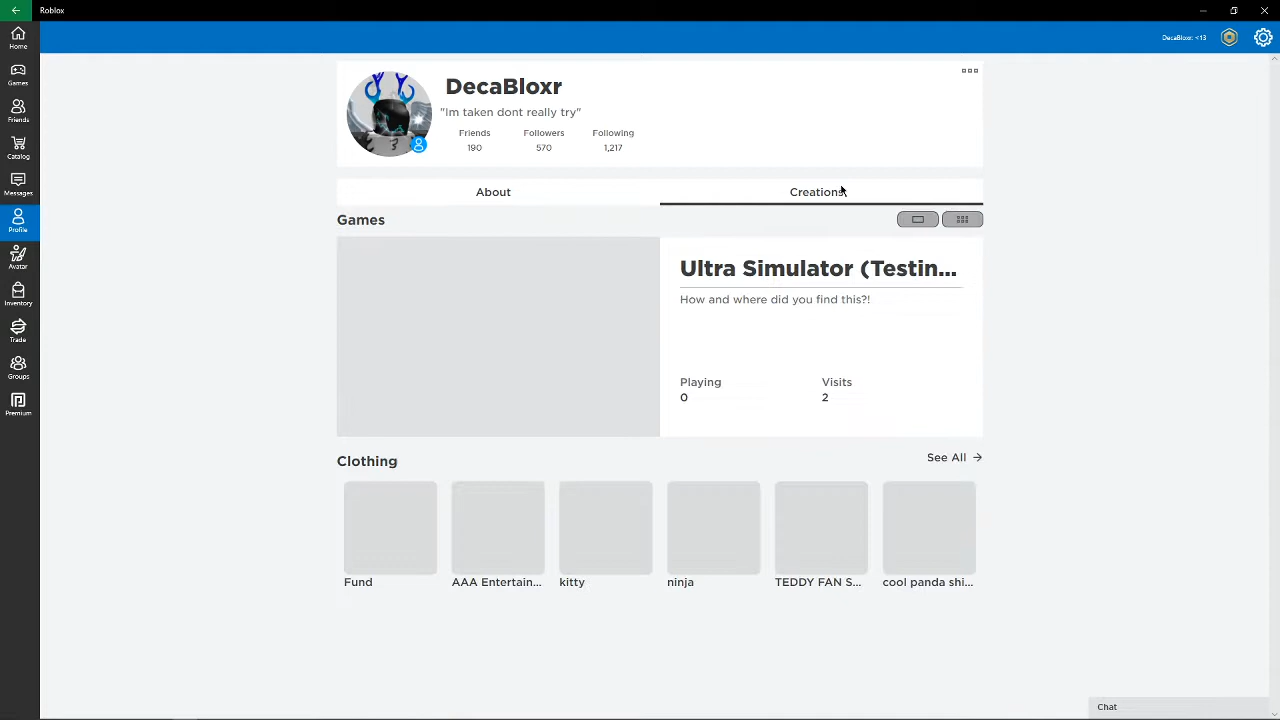 Roblox
Home
Games
Friends
Catalog
Messages
Profile
Avatar
Inventory
Trade
Groups
Premium
DecaBloxr: <13
DecaBloxr
"Im taken dont really try"
Friends
190
Followers
570
Following
1,217
About
Creations
Games
Ultra Simulator (Testin...
How and where did you find this?!
Playing
0
Visits
2
Clothing
See All
Fund
AAA Entertain...
kitty
ninja
TEDDY FAN S...
cool panda shi...
Chat